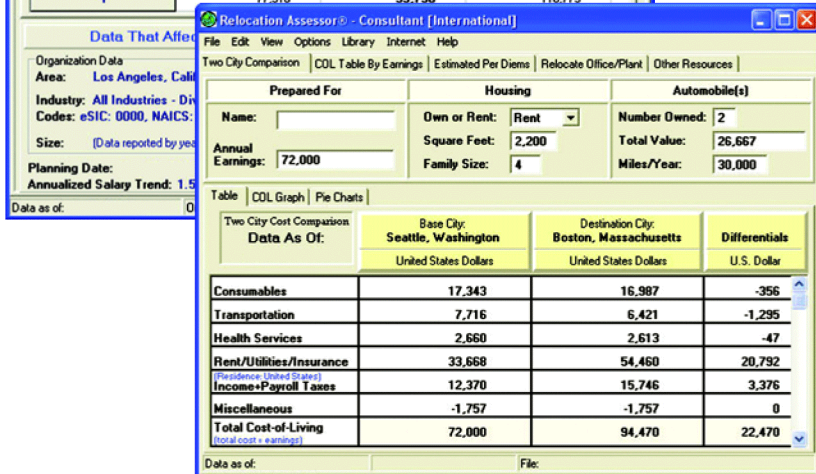 Data That Affec
Organization Data
Area: Los Angeles, Calif
Industry: All Industries - Div
Codes: eSIC: 0000, NAICS:
Size: (Data reported by yea
Planning Date:
Annualized Salary Trend: 1.5
Data as of:
Relocation Assessor® - Consultant [International]
File Edit View Options Library Internet Help
Two City Comparison COL Table By Earnings Estimated Per Diems Relocate Office/Plant Other Resources
Prepared For Housing Automobile(s)
Name: Own or Rent: Rent Number Owned: 2
Annual Earnings: 72,000 Square Feet: 2,200 Total Value: 26,667
Family Size: 4 Miles/Year: 30,000
Table COL Graph Pie Charts
Two City Cost Comparison Base City: Destination City:
Data As Of: Seattle, Washington Boston, Massachusetts Differentials
United States Dollars United States Dollars U.S. Dollar
Consumables 17,343 16,987 -356
Transportation 7,716 6,421 -1,295
Health Services 2,660 2,613 -47
Rent/Utilities/Insurance 33,668 54,460 20,792
(Residence: United States)
Income+Payroll Taxes 12,370 15,746 3,376
Miscellaneous -1,757 -1,757 0
Total Cost-of-Living 72,000 94,470 22,470
(total cost = earnings)
Data as of: File: